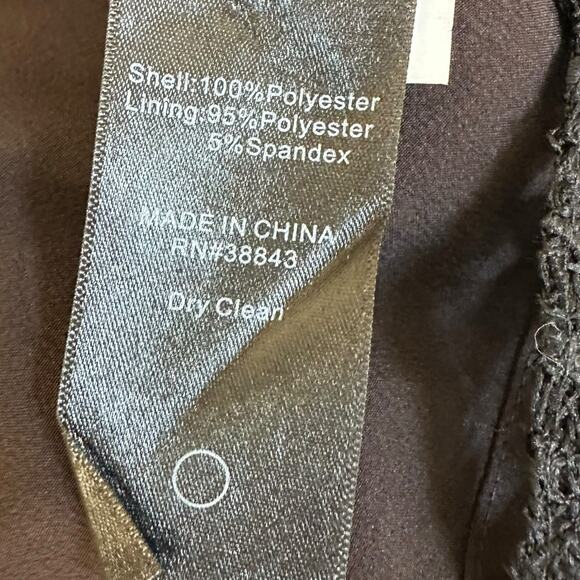 Shell:100%Polyester
Lining:95%Polyester
5%Spandex
MADE IN CHINA
RN#38843
Dry Clean